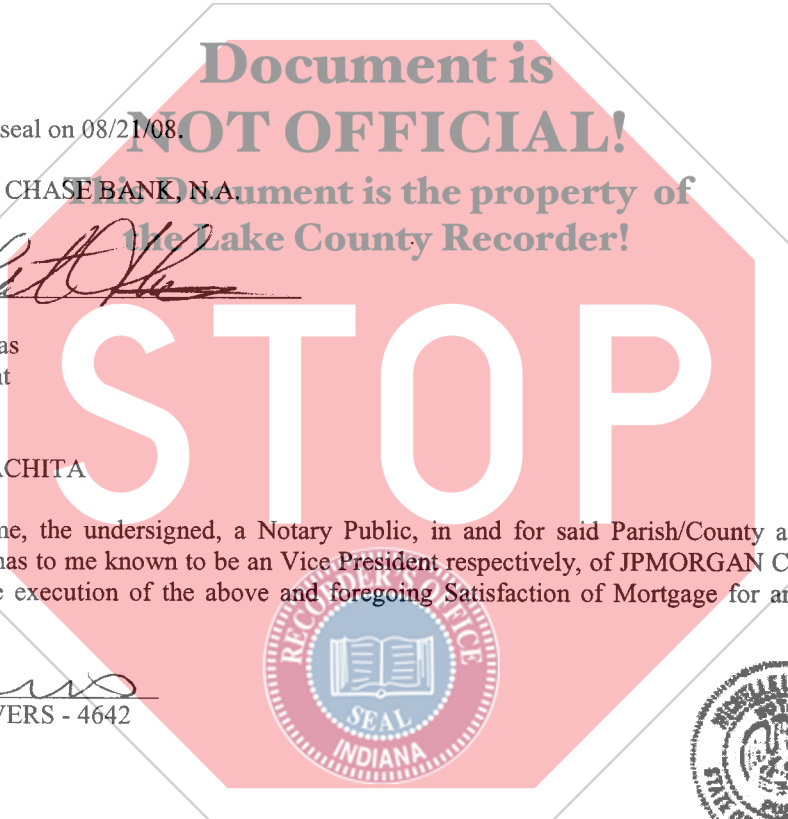 Document is
seal on 08/21/08.
NOT OFFICIAL!
CHASE BANK, N.A.
This Document is the property of
the Lake County Recorder!
STOP
as
nt
ACHITA
me, the undersigned, a Notary Public, in and for said Parish/County a
has to me known to be an Vice President respectively, of JPMORGAN C
e execution of the above and foregoing Satisfaction of Mortgage for an
RECORDER'S OFFICE
SEAL
INDIANA
VERS - 4642
STATE OF